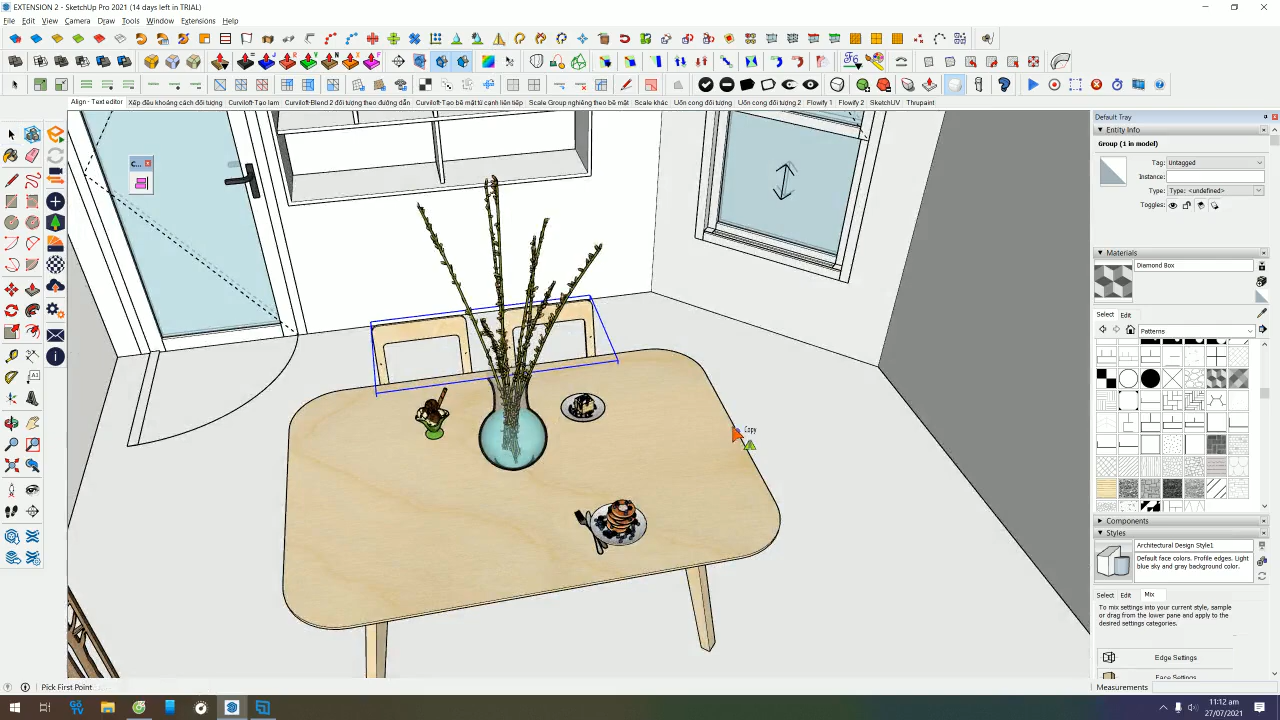 EXTENSION 2 - SketchUp Pro 2021 (14 days left in TRIAL)
File Edit View Camera Draw Tools Window Extensions Help
Align - Text editor Xếp đều khoảng cách đối tượng Curviloft-Tạo lam Curviloft-Blend 2 đối tượng theo đường dẫn Curviloft-Tạo bề mặt từ cạnh liên tiếp Scale Group nghiêng theo bề mặt Scale khác Uốn cong đối tượng Uốn cong đối tượng 2 Flowify 1 Flowify 2 SketchUV Thrupaint
C...
Copy
Default Tray
Entity Info
Group (1 in model)
Tag: Untagged
Instance:
Type: Type: <undefined>
Toggles:
Materials
Diamond Box
Select Edit
Patterns
Components
Styles
Architectural Design Style1
Default face colors. Profile edges. Light
blue sky and gray background color.
Select Edit Mix
To mix settings into your current style, sample
or drag from the lower pane and apply to the
desired settings categories.
Edge Settings
Face Settings
Pick First Point
Measurements
11:12 am
27/07/2021